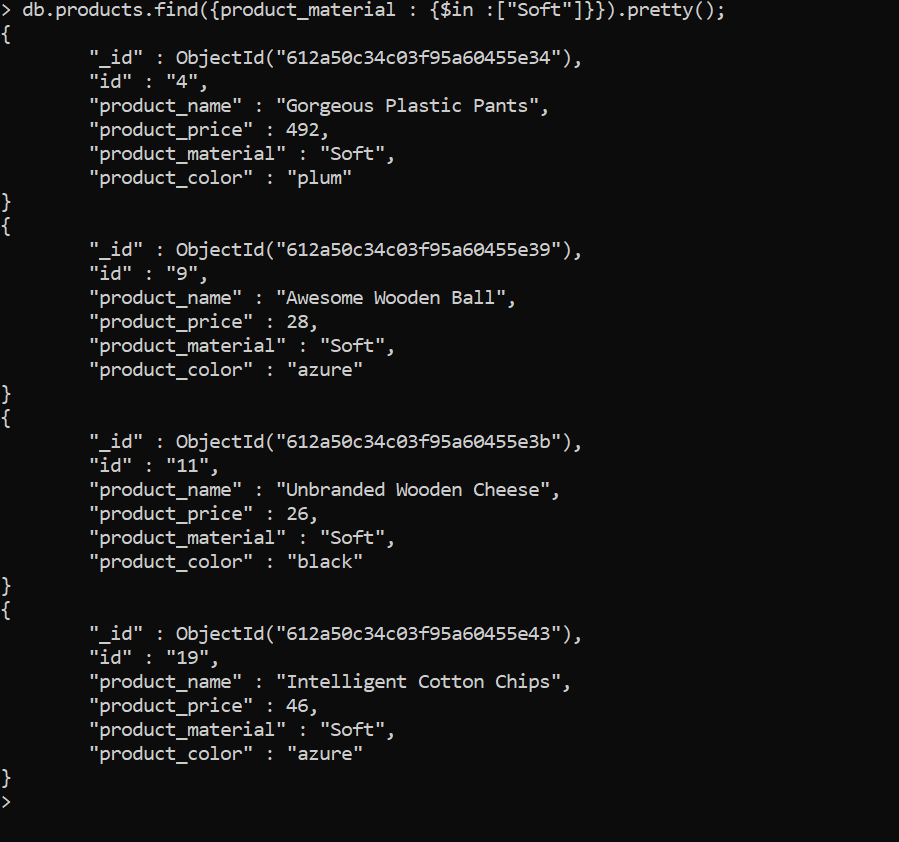 > db.products.find({product_material : {$in :["Soft"]}}).pretty();
{
        "_id" : ObjectId("612a50c34c03f95a60455e34"),
        "id" : "4",
        "product_name" : "Gorgeous Plastic Pants",
        "product_price" : 492,
        "product_material" : "Soft",
        "product_color" : "plum"
}
{
        "_id" : ObjectId("612a50c34c03f95a60455e39"),
        "id" : "9",
        "product_name" : "Awesome Wooden Ball",
        "product_price" : 28,
        "product_material" : "Soft",
        "product_color" : "azure"
}
{
        "_id" : ObjectId("612a50c34c03f95a60455e3b"),
        "id" : "11",
        "product_name" : "Unbranded Wooden Cheese",
        "product_price" : 26,
        "product_material" : "Soft",
        "product_color" : "black"
}
{
        "_id" : ObjectId("612a50c34c03f95a60455e43"),
        "id" : "19",
        "product_name" : "Intelligent Cotton Chips",
        "product_price" : 46,
        "product_material" : "Soft",
        "product_color" : "azure"
}
>